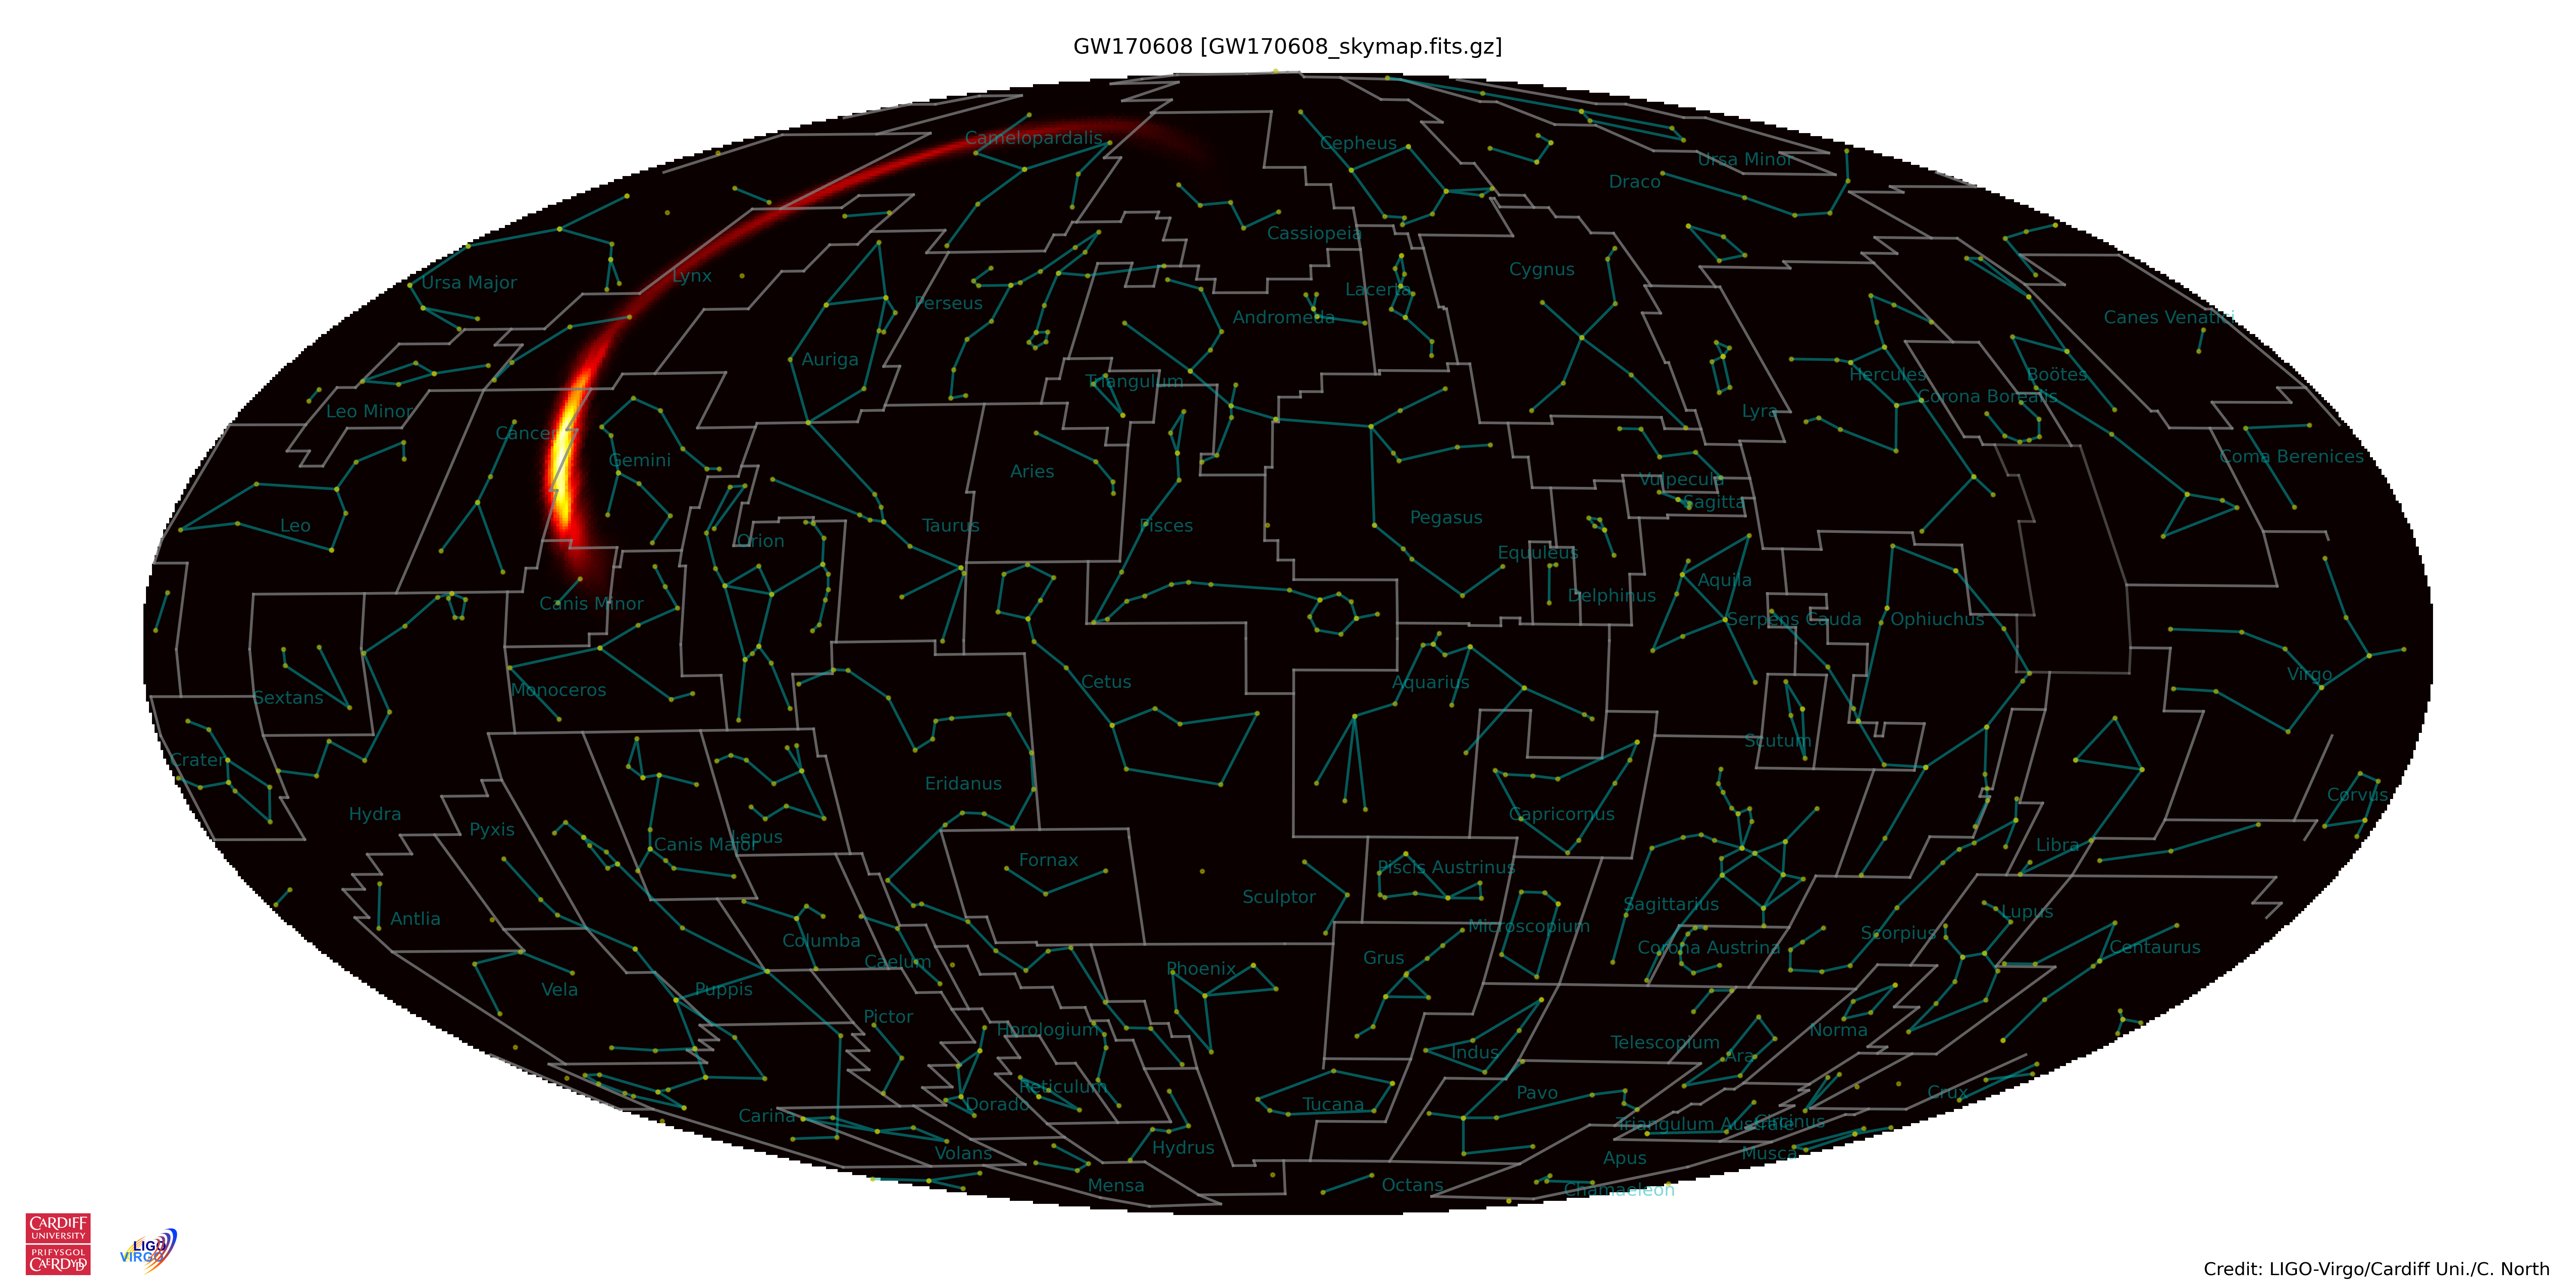 GW170608 [GW170608_skymap.fits.gz]
Camelopardalis
Cepheus
Ursa Minor
Draco
Cassiopeia
Cygnus
Lynx
Ursa Major
Lacerta
Perseus
Andromeda
Canes Venatici
Auriga
Hercules
Boötes
Triangulum
Corona Borealis
Leo Minor
Lyra
Cancer
Coma Berenices
Gemini
Aries
Vulpecula
Sagitta
Pegasus
Leo
Taurus
Pisces
Orion
Equuleus
Aquila
Delphinus
Canis Minor
Serpens Cauda
Ophiuchus
Virgo
Cetus
Aquarius
Monoceros
Sextans
Scutum
Crater
Eridanus
Corvus
Hydra
Capricornus
Pyxis
Lepus
Canis Major
Libra
Fornax
Piscis Austrinus
Sculptor
Sagittarius
Lupus
Antlia
Microscopium
Scorpius
Columba
Corona Austrina
Centaurus
Grus
Caelum
Phoenix
Vela
Puppis
Pictor
Horologium
Norma
Telescopium
Indus
Ara
Reticulum
Pavo
Crux
Dorado
Tucana
Carina
Triangulum Australe
Circinus
Hydrus
Volans
Musca
Apus
Mensa
Octans
Chamaeleon
CARDIFF
UNIVERSITY
PRIFYSGOL
CAERDYDD
LIGO
VIRGO
Credit: LIGO-Virgo/Cardiff Uni./C. North